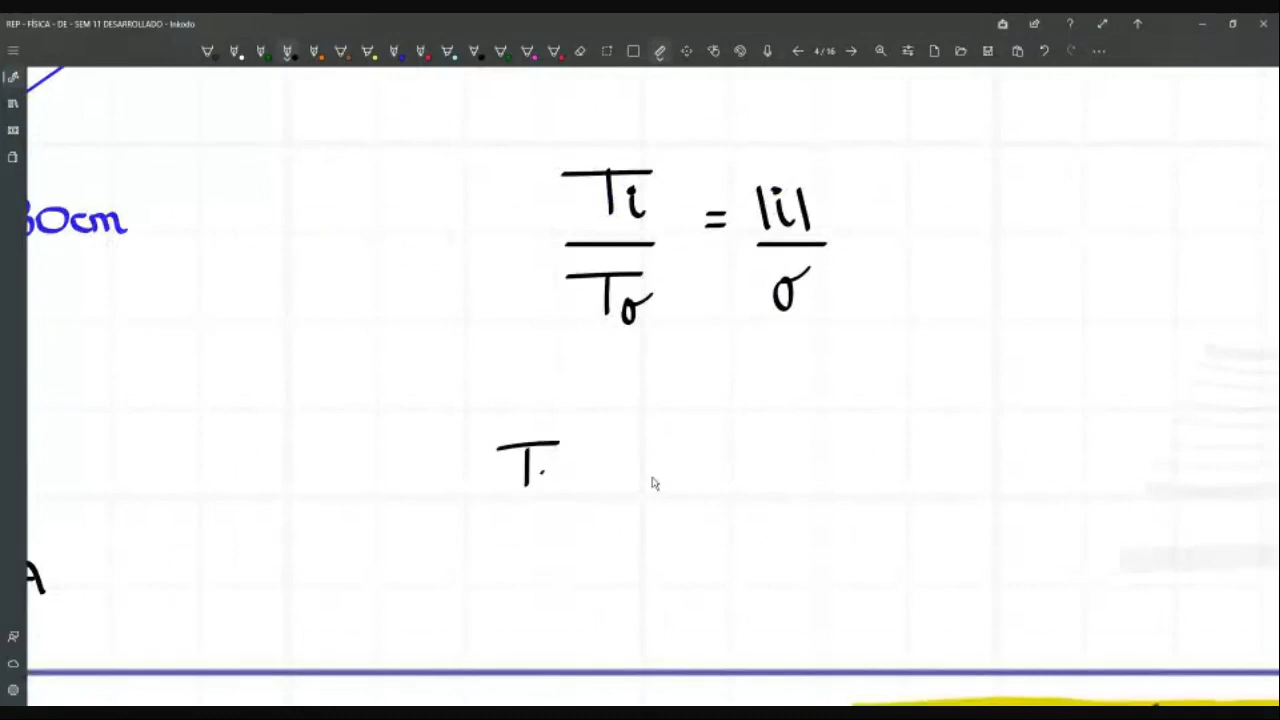 REP - FÍSICA - DE - SEM 11 DESARROLLADO - Inkodo
4 / 16
30cm
Ti / To = |i| / o
T.
A